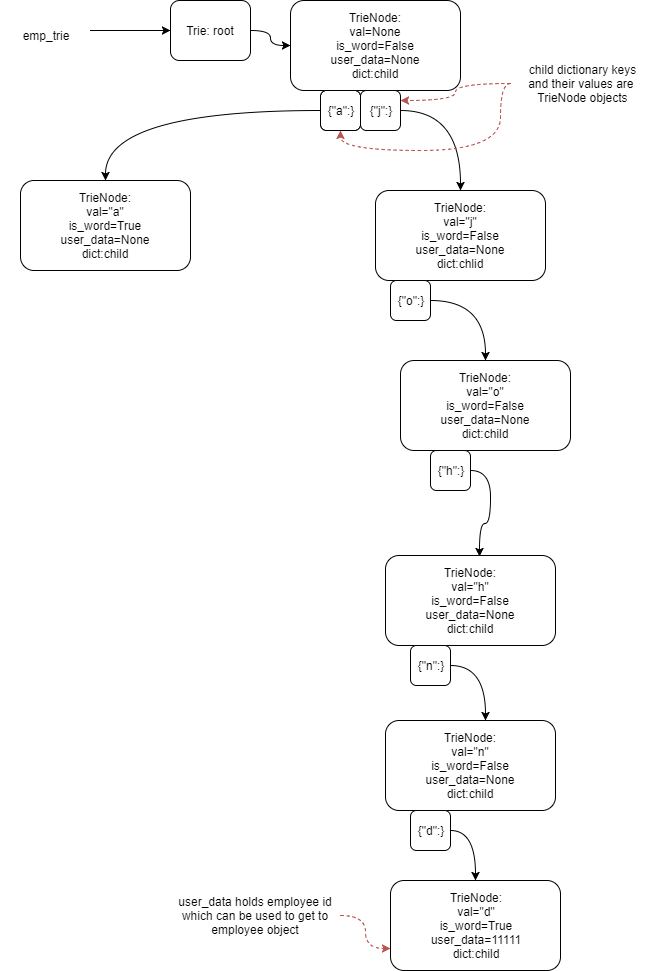 emp_trie
Trie: root
TrieNode:
val=None
is_word=False
user_data=None
dict:child
child dictionary keys
and their values are
TrieNode objects
{"a":}
{"j":}
TrieNode:
val="a"
is_word=True
user_data=None
dict:child
TrieNode:
val="j"
is_word=False
user_data=None
dict:chlid
{"o":}
TrieNode:
val="o"
is_word=False
user_data=None
dict:child
{"h":}
TrieNode:
val="h"
is_word=False
user_data=None
dict:child
{"n":}
TrieNode:
val="n"
is_word=False
user_data=None
dict:child
{"d":}
TrieNode:
val="d"
is_word=True
user_data=11111
dict:child
user_data holds employee id
which can be used to get to
employee object